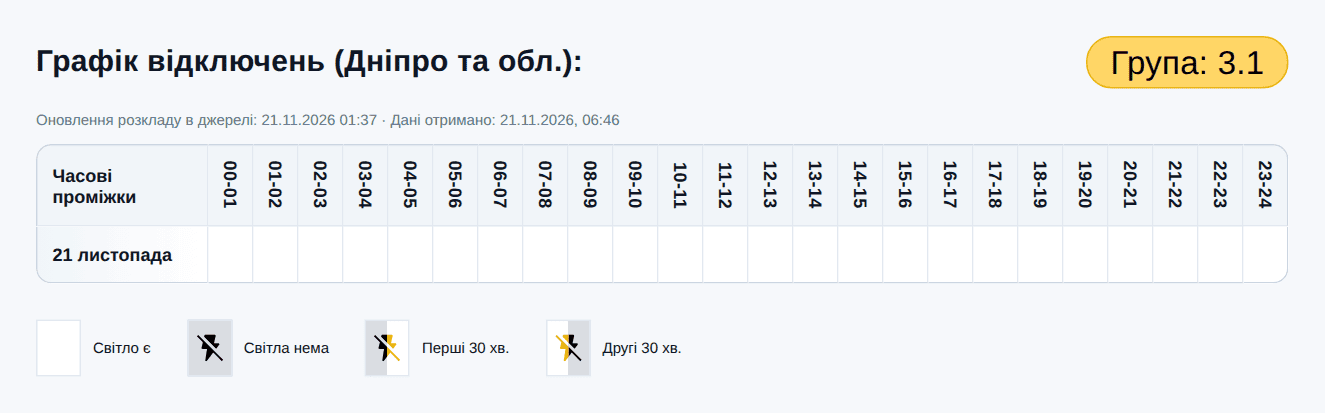 Графік відключень (Дніпро та обл.):
Група: 3.1
Оновлення розкладу в джерелі: 21.11.2026 01:37 · Дані отримано: 21.11.2026, 06:46
Часові проміжки 00-01 01-02 02-03 03-04 04-05 05-06 06-07 07-08 08-09 09-10 10-11 11-12 12-13 13-14 14-15 15-16 16-17 17-18 18-19 19-20 20-21 21-22 22-23 23-24
21 листопада
Світло є Світла нема Перші 30 хв. Другі 30 хв.